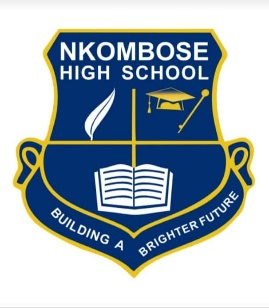 NKOMBOSE
HIGH SCHOOL
BUILDING A BRIGHTER FUTURE